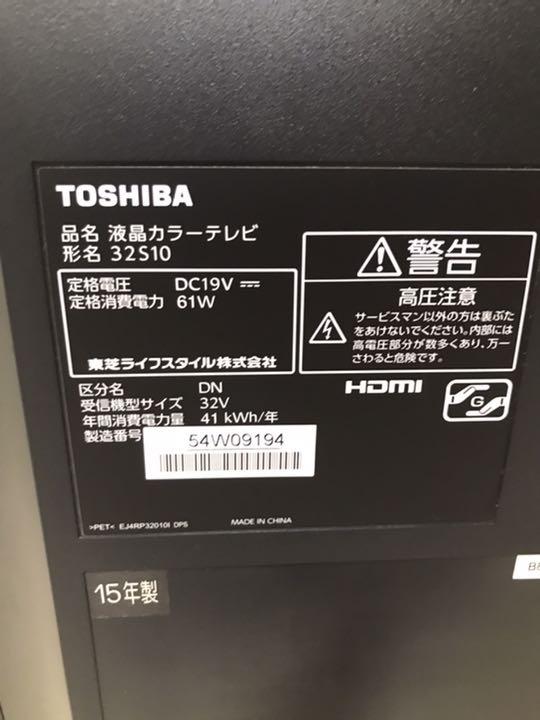 TOSHIBA
品名 液晶カラーテレビ
形名 32S10
定格電圧 DC19V ⎓
定格消費電力 61W
東芝ライフスタイル株式会社
区分名 DN
受信機型サイズ 32V
年間消費電力量 41 kWh/年
製造番号 54W09194
警告
高圧注意
サービスマン以外の方は裏ぶた
をあけないでください。内部には
高電圧部分が数多くあり、万一
さわると危険です。
HDMI
G
>PET< EJ4RP32010I DP5
MADE IN CHINA
15年製